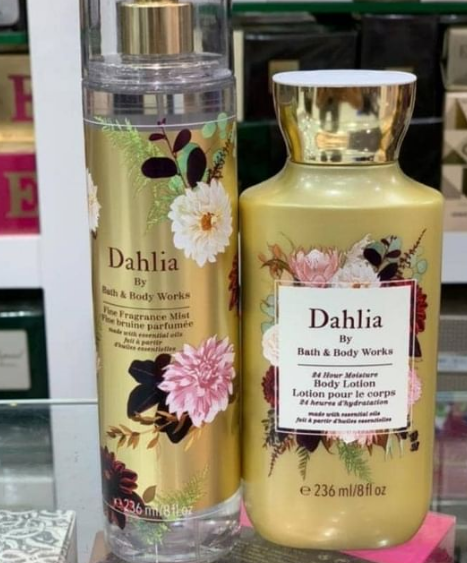 Dahlia
By
Bath & Body Works
Fine Fragrance Mist
Fine bruine parfumée
made with essential oils
fait à partir
d'huiles essentielles
℮ 236 ml/8 fl oz
Dahlia
By
Bath & Body Works
24 Hour Moisture
Body Lotion
Lotion pour le corps
24 heures d'hydratation
made with essential oils
fait à partir d'huiles essentielles
℮ 236 ml/8 fl oz
E
E